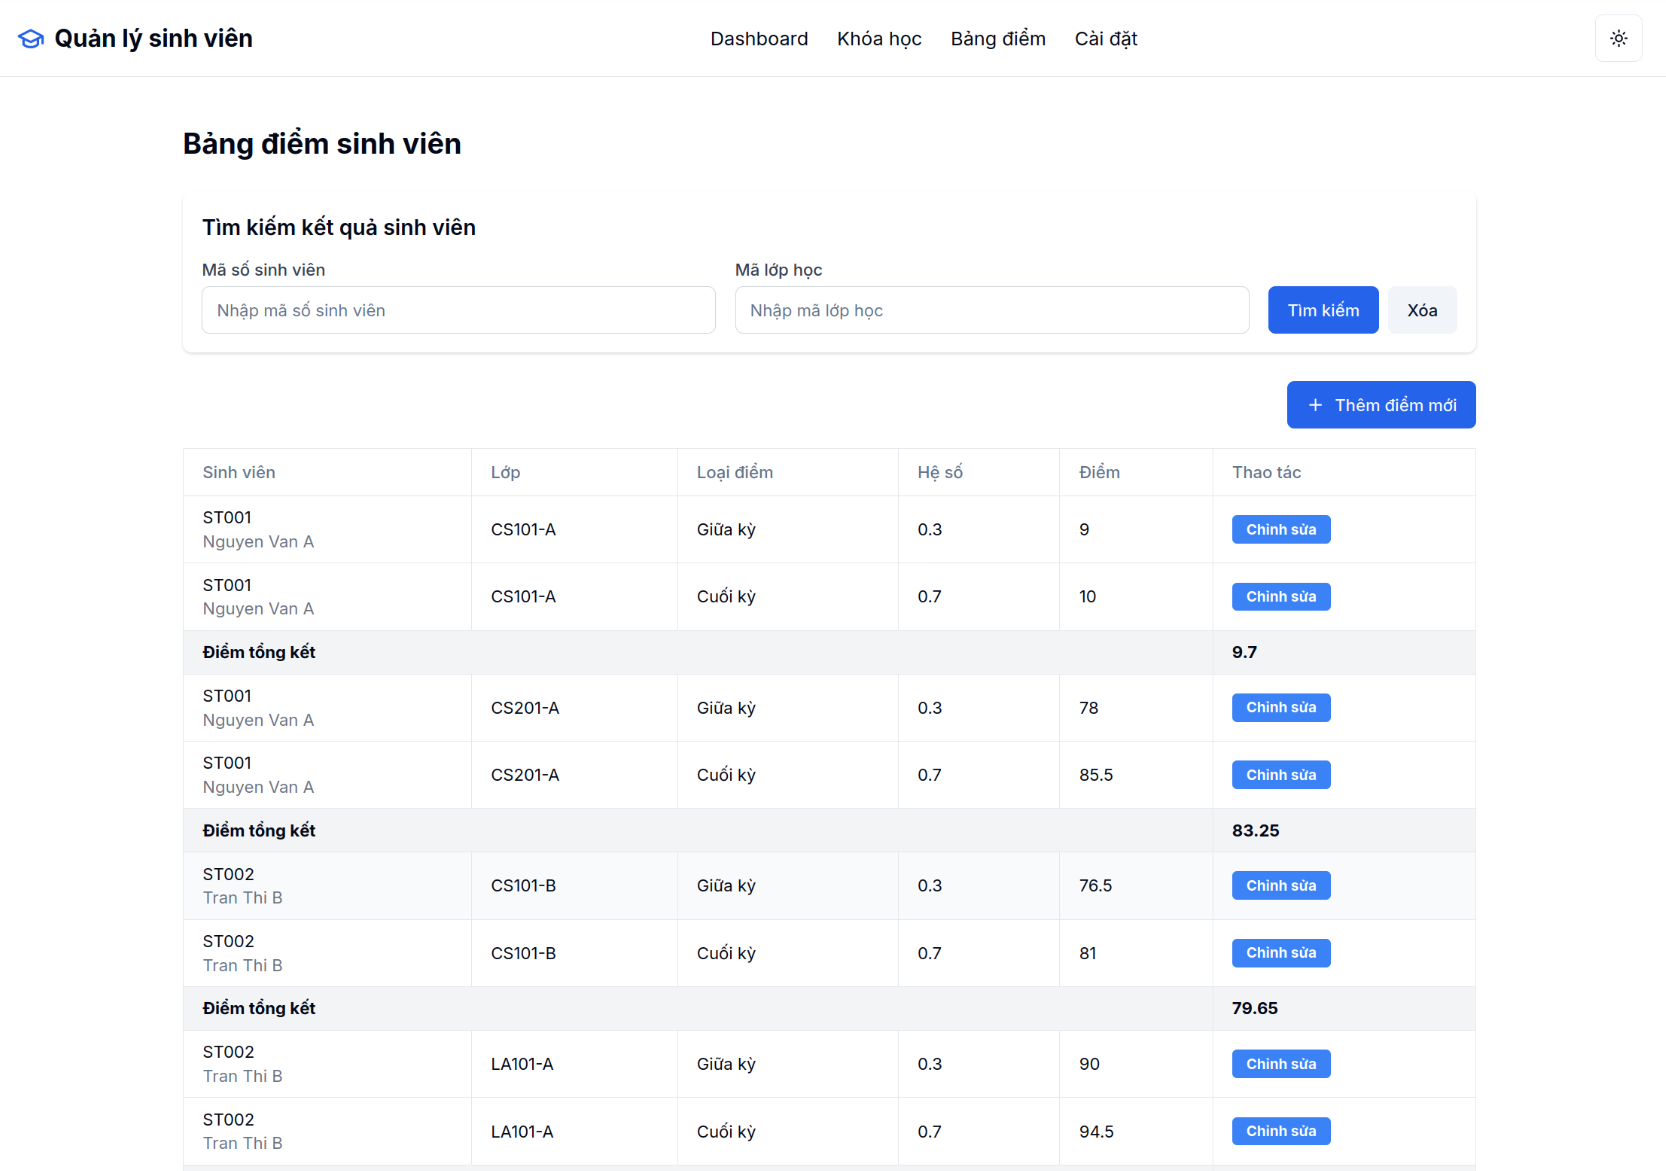 Quản lý sinh viên
Dashboard Khóa học Bảng điểm Cài đặt
Bảng điểm sinh viên
Tìm kiếm kết quả sinh viên
Mã số sinh viên Mã lớp học
Nhập mã số sinh viên Nhập mã lớp học Tìm kiếm Xóa
+ Thêm điểm mới
Sinh viên Lớp Loại điểm Hệ số Điểm Thao tác
ST001
Nguyen Van A CS101-A Giữa kỳ 0.3 9 Chỉnh sửa
ST001
Nguyen Van A CS101-A Cuối kỳ 0.7 10 Chỉnh sửa
Điểm tổng kết 9.7
ST001
Nguyen Van A CS201-A Giữa kỳ 0.3 78 Chỉnh sửa
ST001
Nguyen Van A CS201-A Cuối kỳ 0.7 85.5 Chỉnh sửa
Điểm tổng kết 83.25
ST002
Tran Thi B CS101-B Giữa kỳ 0.3 76.5 Chỉnh sửa
ST002
Tran Thi B CS101-B Cuối kỳ 0.7 81 Chỉnh sửa
Điểm tổng kết 79.65
ST002
Tran Thi B LA101-A Giữa kỳ 0.3 90 Chỉnh sửa
ST002
Tran Thi B LA101-A Cuối kỳ 0.7 94.5 Chỉnh sửa